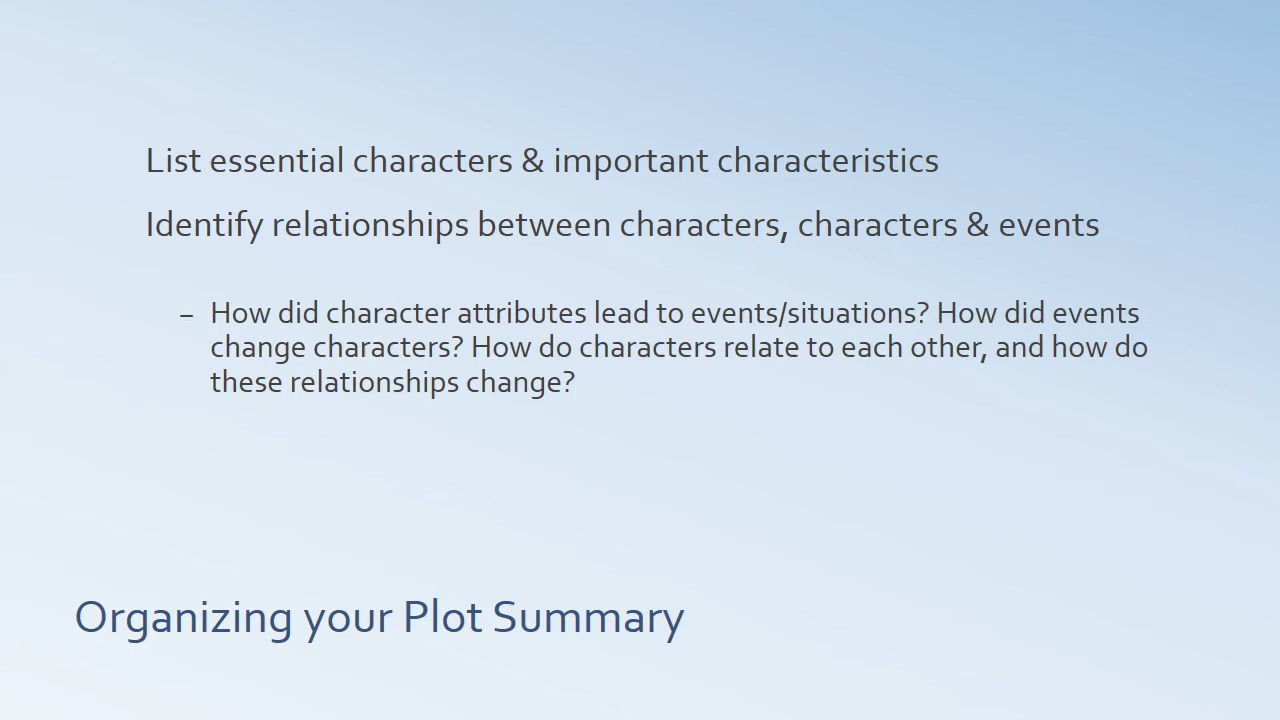 List essential characters & important characteristics
Identify relationships between characters, characters & events
– How did character attributes lead to events/situations? How did events
change characters? How do characters relate to each other, and how do
these relationships change?
Organizing your Plot Summary